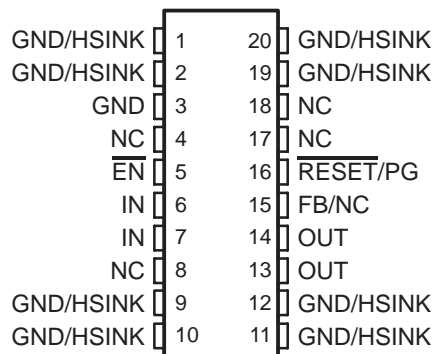 GND/HSINK 1 20 GND/HSINK
GND/HSINK 2 19 GND/HSINK
GND 3 18 NC
NC 4 17 NC
E̅N̅ 5 16 R̅E̅S̅E̅T̅/PG
IN 6 15 FB/NC
IN 7 14 OUT
NC 8 13 OUT
GND/HSINK 9 12 GND/HSINK
GND/HSINK 10 11 GND/HSINK